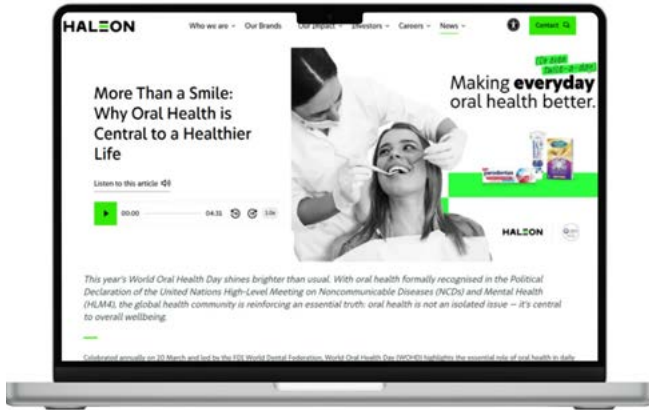 HALEON
Who we are Our Brands Our Impact Investors Careers News Contact
More Than a Smile:
Why Oral Health is
Central to a Healthier
Life
Listen to this article
00:00 04:31 1.0x
Making everyday
oral health better.
parodontax
HALEON
This year's World Oral Health Day shines brighter than usual. With oral health formally recognised in the Political
Declaration of the United Nations High-Level Meeting on Noncommunicable Diseases (NCDs) and Mental Health
(HLM4), the global health community is reinforcing an essential truth: oral health is not an isolated issue – it's central
to overall wellbeing.
Celebrated annually on 20 March and led by the FDI World Dental Federation, World Oral Health Day (WOHD) highlights the essential role of oral health in daily